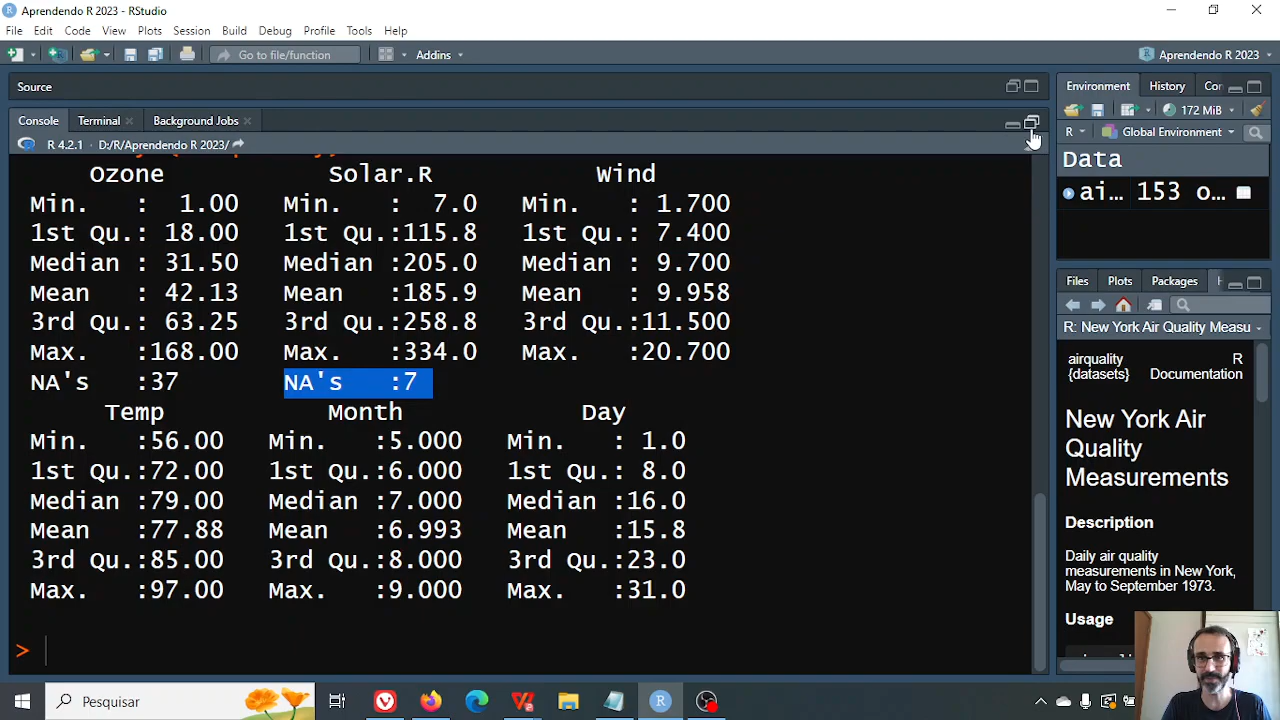 Aprendendo R 2023 - RStudio
File Edit Code View Plots Session Build Debug Profile Tools Help
Go to file/function Addins Aprendendo R 2023
Source
Console Terminal Background Jobs
R 4.2.1 · D:/R/Aprendendo R 2023/
Ozone Solar.R Wind
Min. : 1.00 Min. : 7.0 Min. : 1.700
1st Qu.: 18.00 1st Qu.:115.8 1st Qu.: 7.400
Median : 31.50 Median :205.0 Median : 9.700
Mean : 42.13 Mean :185.9 Mean : 9.958
3rd Qu.: 63.25 3rd Qu.:258.8 3rd Qu.:11.500
Max. :168.00 Max. :334.0 Max. :20.700
NA's :37 NA's :7
Temp Month Day
Min. :56.00 Min. :5.000 Min. : 1.0
1st Qu.:72.00 1st Qu.:6.000 1st Qu.: 8.0
Median :79.00 Median :7.000 Median :16.0
Mean :77.88 Mean :6.993 Mean :15.8
3rd Qu.:85.00 3rd Qu.:8.000 3rd Qu.:23.0
Max. :97.00 Max. :9.000 Max. :31.0
>
Environment History Cor
172 MiB
R Global Environment
Data
ai... 153 o...
Files Plots Packages
R: New York Air Quality Measu
airquality {datasets} R Documentation
New York Air
Quality
Measurements
Description
Daily air quality
measurements in New York,
May to September 1973.
Usage
Pesquisar